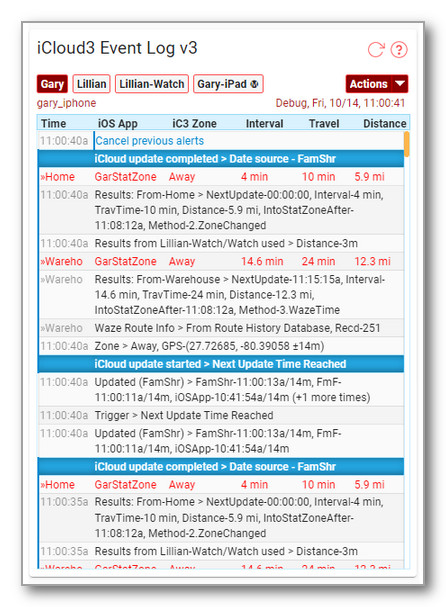 iCloud3 Event Log v3
Gary Lillian Lillian-Watch Gary-iPad Actions
gary_iphone Debug, Fri, 10/14, 11:00:41
Time iOS App iC3 Zone Interval Travel Distance
11:00:40a Cancel previous alerts
iCloud update completed > Date source - FamShr
»Home GarStatZone Away 4 min 10 min 5.9 mi
11:00:40a Results: From-Home > NextUpdate-00:00:00, Interval-4 min,
TravTime-10 min, Distance-5.9 mi, IntoStatZoneAfter-
11:08:12a, Method-2.ZoneChanged
11:00:40a Results from Lillian-Watch/Watch used > Distance-3m
»Wareho GarStatZone Away 14.6 min 24 min 12.3 mi
»Wareho Results: From-Warehouse > NextUpdate-11:15:15a, Interval-
14.6 min, TravTime-24 min, Distance-12.3 mi,
IntoStatZoneAfter-11:08:12a, Method-3.WazeTime
»Wareho Waze Route Info > From Route History Database, Recd-251
11:00:40a Zone > Away, GPS-(27.72685, -80.39058 ±14m)
iCloud update started > Next Update Time Reached
11:00:40a Updated (FamShr) > FamShr-11:00:13a/14m, FmF-
11:00:11a/14m, iOSApp-10:41:54a/14m (+1 more times)
11:00:40a Trigger > Next Update Time Reached
11:00:40a Updated (FamShr) > FamShr-11:00:13a/14m, FmF-
11:00:11a/14m, iOSApp-10:41:54a/14m
iCloud update completed > Date source - FamShr
»Home GarStatZone Away 4 min 10 min 5.9 mi
11:00:35a Results: From-Home > NextUpdate-00:00:00, Interval-4 min,
TravTime-10 min, Distance-5.9 mi, IntoStatZoneAfter-
11:08:12a, Method-2.ZoneChanged
11:00:35a Results from Lillian-Watch/Watch used > Distance-3m
»Wareho GarStatZone Away 14.6 min 24 min 12.3 mi